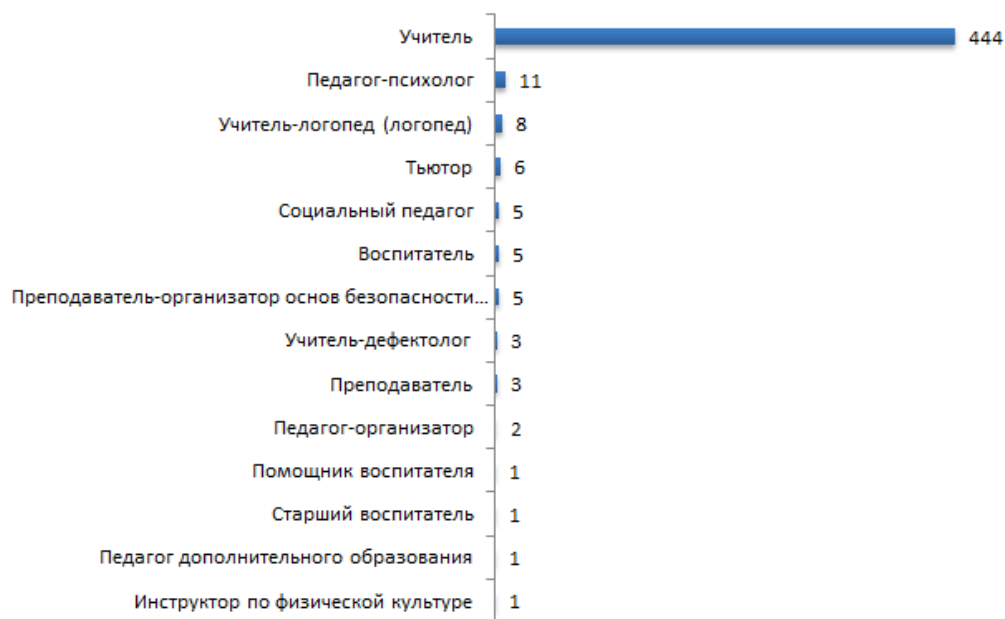 Учитель 444
Педагог-психолог 11
Учитель-логопед (логопед) 8
Тьютор 6
Социальный педагог 5
Воспитатель 5
Преподаватель-организатор основ безопасности... 5
Учитель-дефектолог 3
Преподаватель 3
Педагог-организатор 2
Помощник воспитателя 1
Старший воспитатель 1
Педагог дополнительного образования 1
Инструктор по физической культуре 1